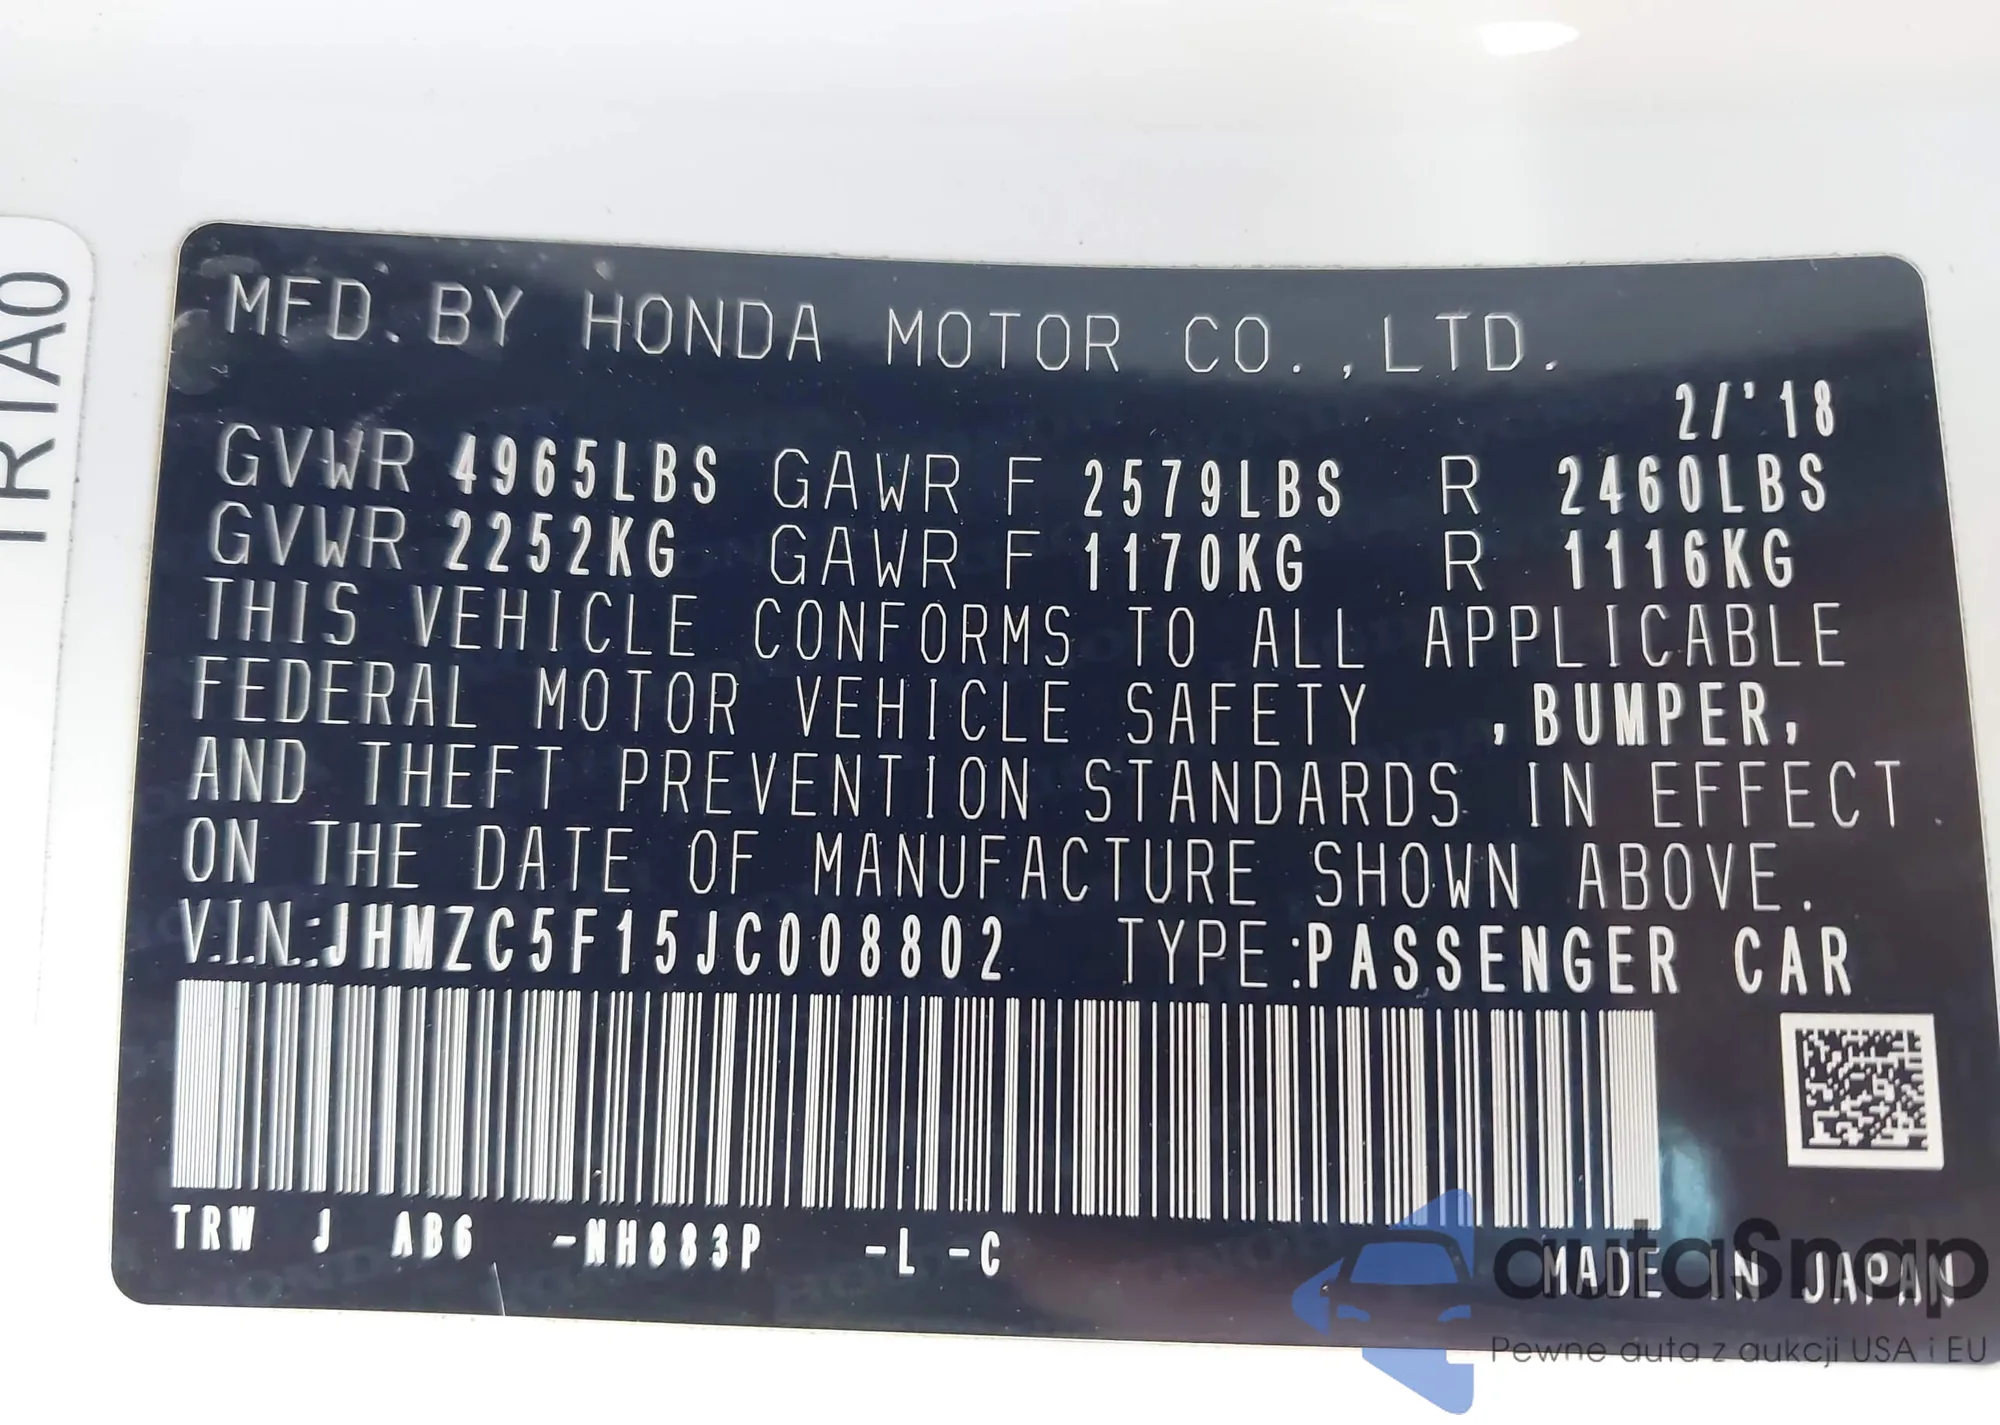 TR1A0
MFD. BY HONDA MOTOR CO.,LTD.
2/'18
GVWR 4965LBS GAWR F 2579LBS R 2460LBS
GVWR 2252KG GAWR F 1170KG R 1116KG
THIS VEHICLE CONFORMS TO ALL APPLICABLE
FEDERAL MOTOR VEHICLE SAFETY ,BUMPER,
AND THEFT PREVENTION STANDARDS IN EFFECT
ON THE DATE OF MANUFACTURE SHOWN ABOVE.
V.I.N.:JHMZC5F15JC008802 TYPE:PASSENGER CAR
TRW J AB6 -NH883P -L -C
MADE IN JAPAN
autaSnap
Pewne auta z aukcji USA i EU